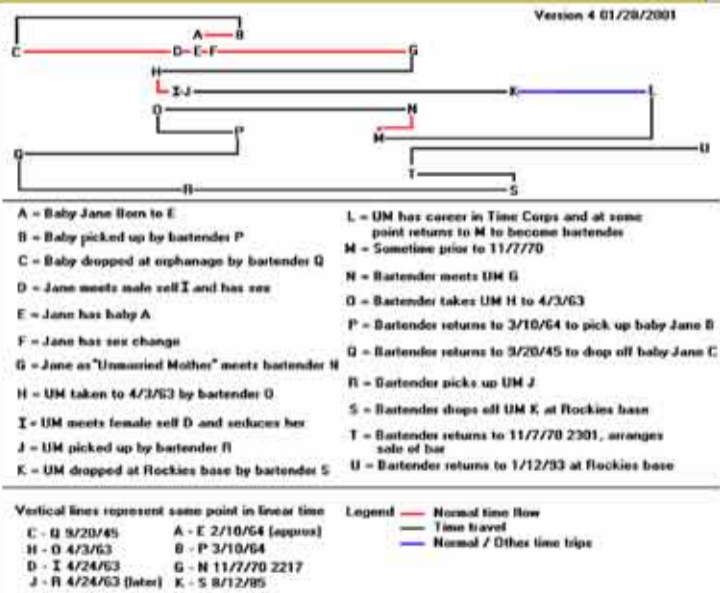 Version 4 01/28/2001
A B
C D E F G
H
I J K L
O N
P M
Q U
T
R S
A = Baby Jane Born to E
B = Baby picked up by bartender P
C = Baby dropped at orphanage by bartender Q
D = Jane meets male self I and has sex
E = Jane has baby A
F = Jane has sex change
G = Jane as "Unmarried Mother" meets bartender N
H = UM taken to 4/3/63 by bartender O
I = UM meets female self D and seduces her
J = UM picked up by bartender R
K = UM dropped at Rockies base by bartender S
L = UM has career in Time Corps and at some
point returns to M to become bartender
M = Sometime prior to 11/7/70
N = Bartender meets UM G
O = Bartender takes UM H to 4/3/63
P = Bartender returns to 3/10/64 to pick up baby Jane B
Q = Bartender returns to 9/20/45 to drop off baby Jane C
R = Bartender picks up UM J
S = Bartender drops off UM K at Rockies base
T = Bartender returns to 11/7/70 2301, arranges
sale of bar
U = Bartender returns to 1/12/93 at Rockies base
Vertical lines represent same point in linear time
C - Q 9/20/45
H - O 4/3/63
D - I 4/24/63
J - R 4/24/63 (later)
A - E 2/10/64 (approx)
B - P 3/10/64
G - N 11/7/70 2217
K - S 8/12/85
Legend
Normal time flow
Time travel
Normal / Other time trips